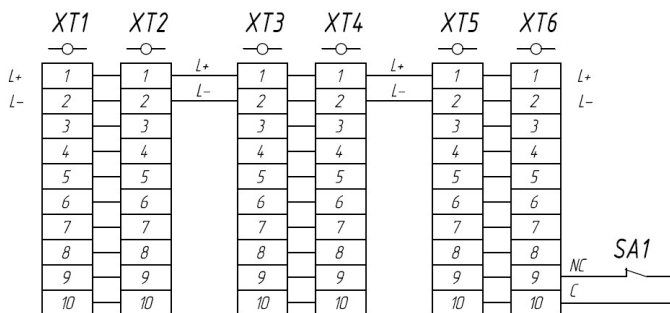 XT1 XT2 XT3 XT4 XT5 XT6
L+ L+ L+
L+ 1 1 1 1 1 1 L+
L- L-
L- 2 2 2 2 2 2 L-
3 3 3 3 3 3
4 4 4 4 4 4
5 5 5 5 5 5
6 6 6 6 6 6
7 7 7 7 7 7
8 8 8 8 8 8 SA1
NC
9 9 9 9 9 9
C
10 10 10 10 10 10